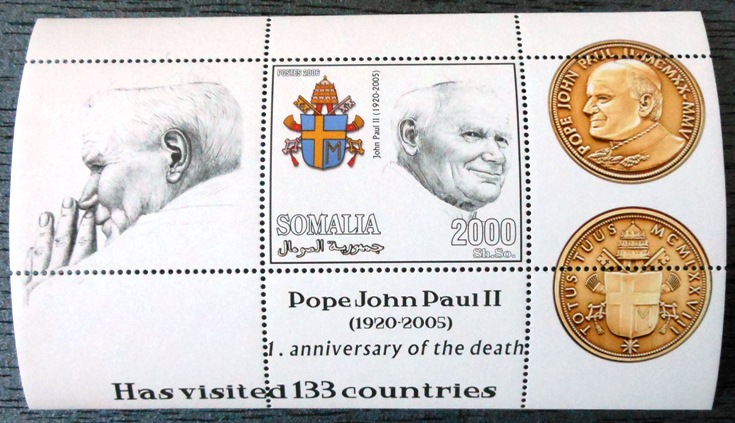 POSTES 2006
John Paul II (1920-2005)
SOMALIA
جمهورية الصومال
2000
Sh.So.
POPE JOHN PAUL II MCMXX MMV
TOTUS TUUS MCMLXXVIII
Pope John Paul II
(1920-2005)
1. anniversary of the death
Has visited 133 countries